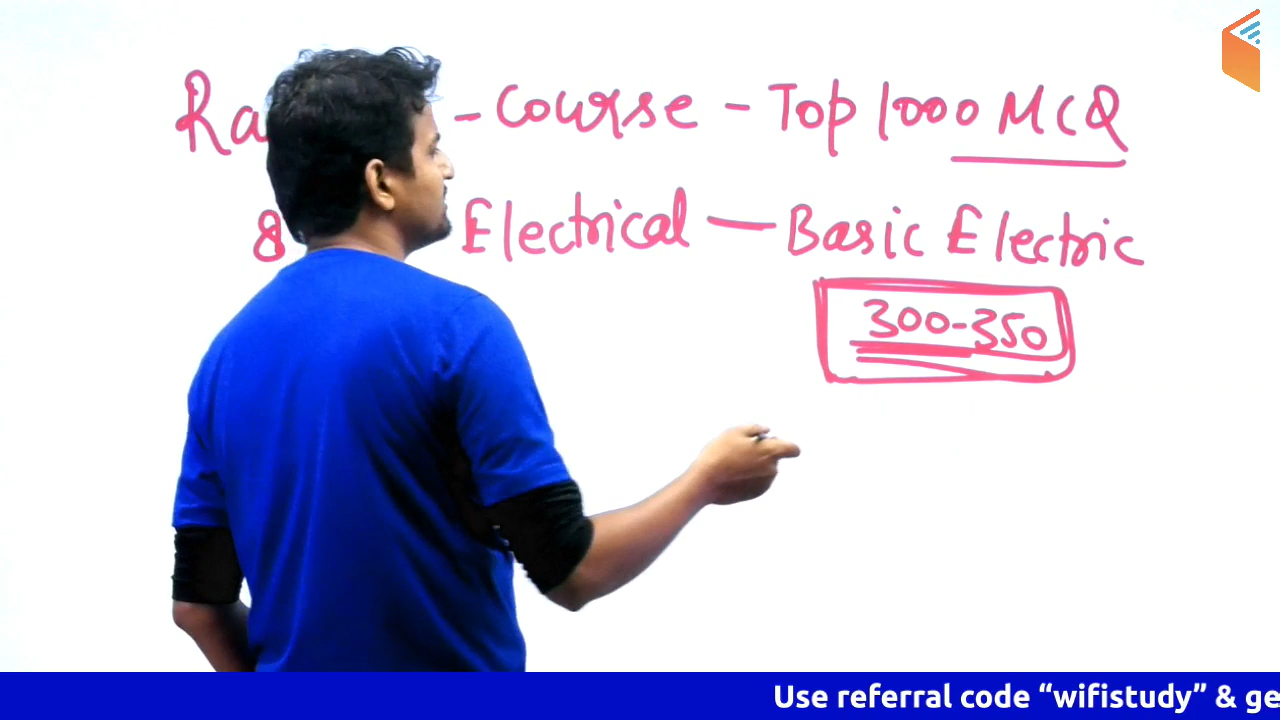 Ra - Course - Top 1000 MCQ
8 Electrical - Basic Electric
300-350
Use referral code “wifistudy” & ge